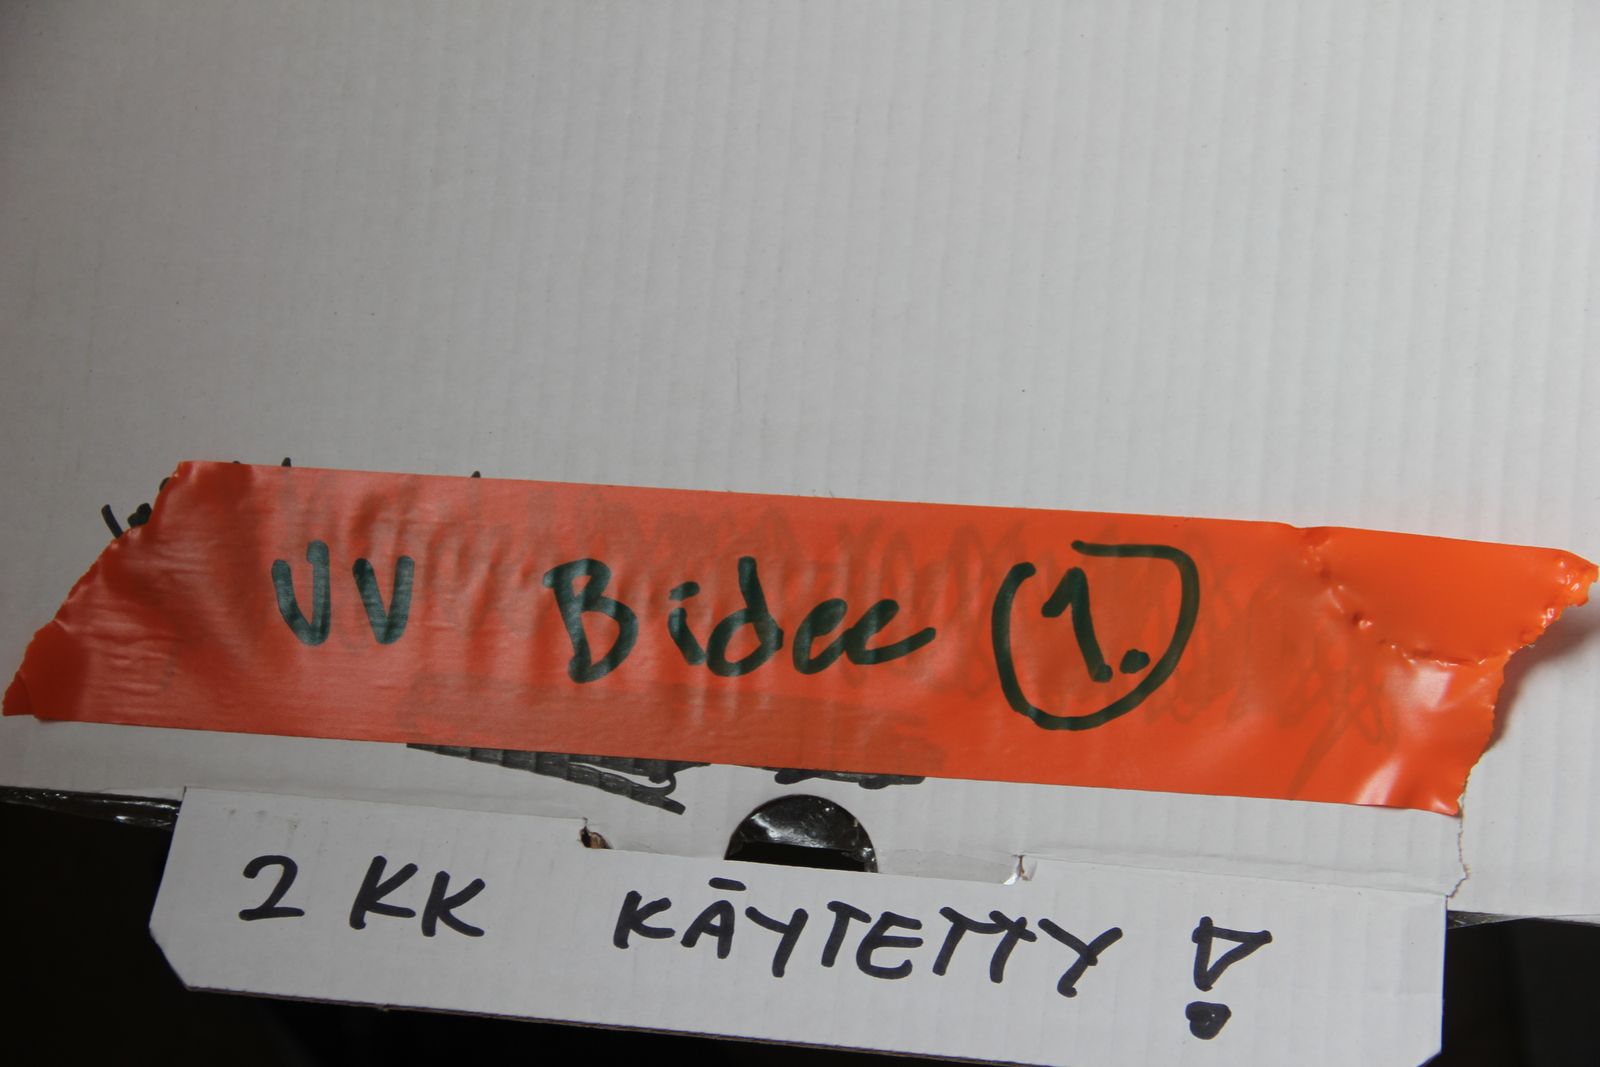 VV Bidee 1.
2 KK KÄYTETTY!